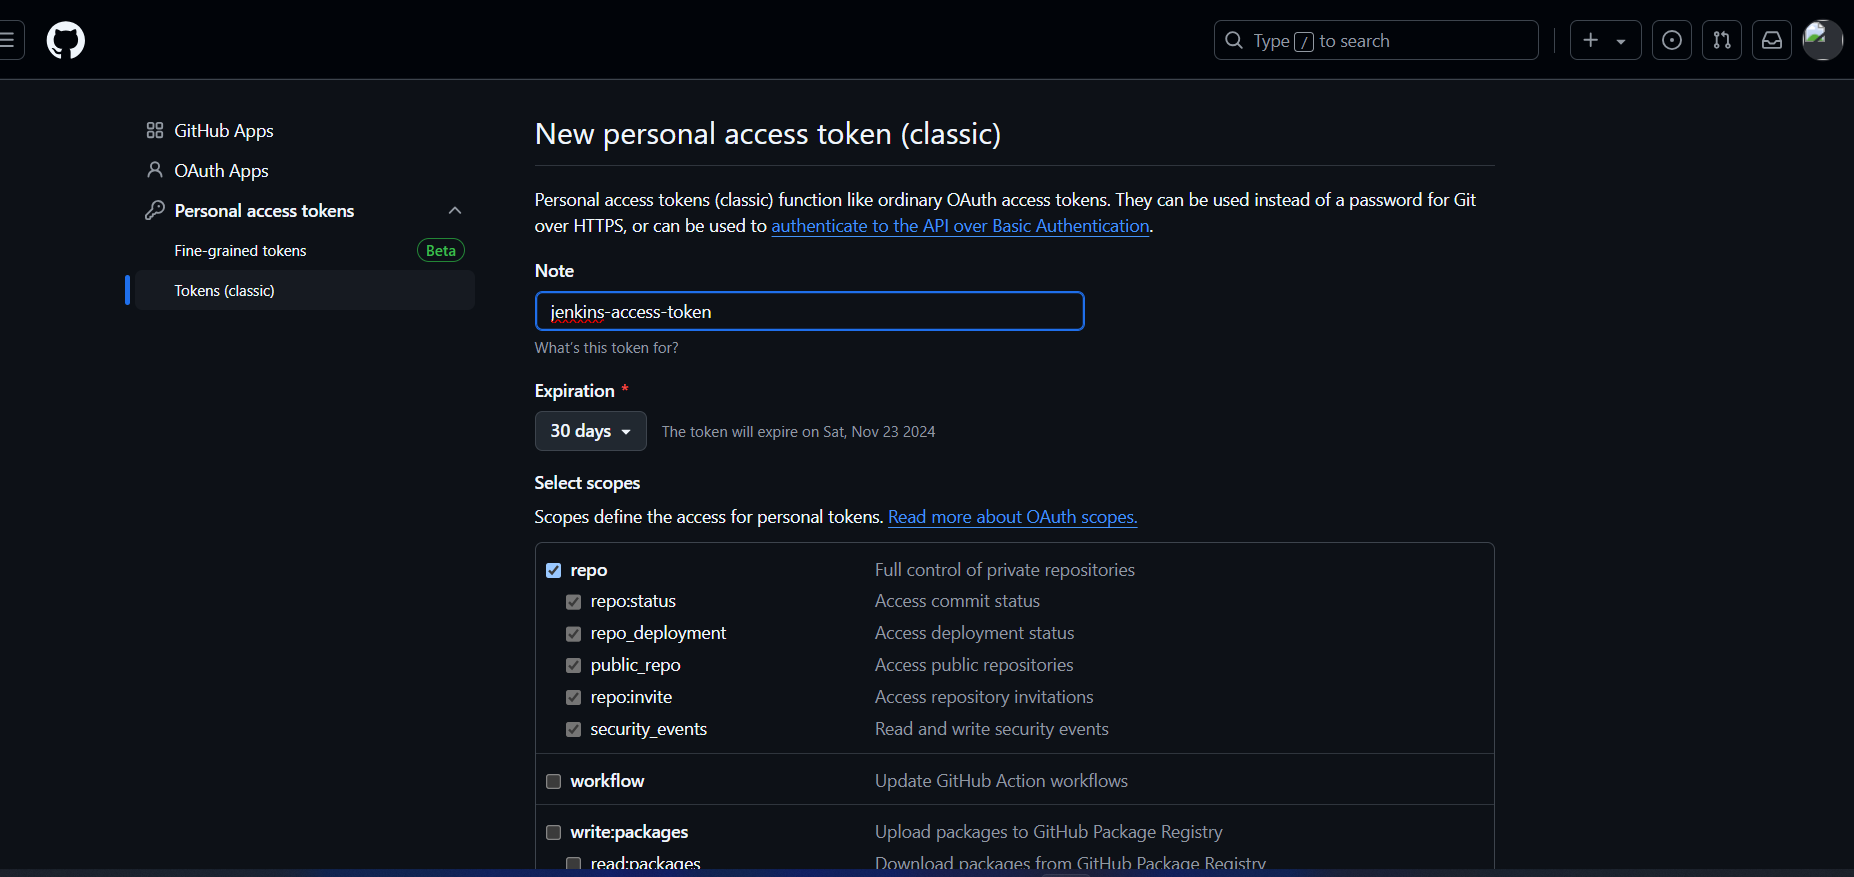 Type / to search
GitHub Apps
OAuth Apps
Personal access tokens
Fine-grained tokens Beta
Tokens (classic)
New personal access token (classic)
Personal access tokens (classic) function like ordinary OAuth access tokens. They can be used instead of a password for Git
over HTTPS, or can be used to authenticate to the API over Basic Authentication.
Note
jenkins-access-token
What's this token for?
Expiration *
30 days The token will expire on Sat, Nov 23 2024
Select scopes
Scopes define the access for personal tokens. Read more about OAuth scopes.
repo Full control of private repositories
repo:status Access commit status
repo_deployment Access deployment status
public_repo Access public repositories
repo:invite Access repository invitations
security_events Read and write security events
workflow Update GitHub Action workflows
write:packages Upload packages to GitHub Package Registry
read:packages Download packages from GitHub Package Registry